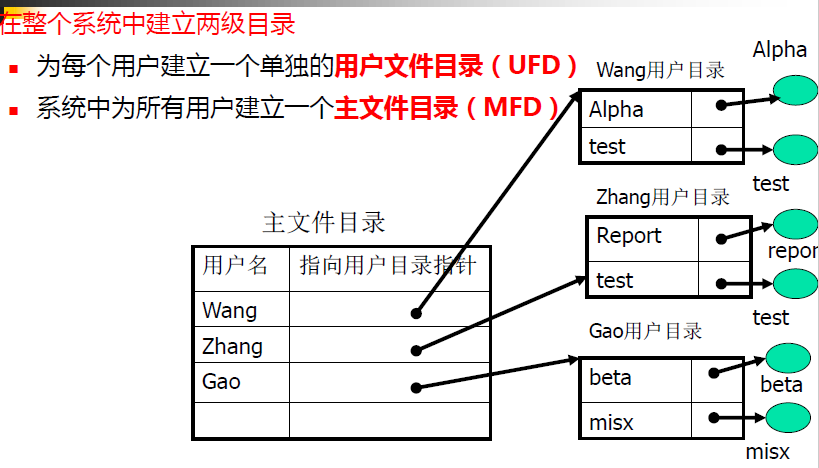 在整个系统中建立两级目录
为每个用户建立一个单独的用户文件目录（UFD）
系统中为所有用户建立一个主文件目录（MFD）
主文件目录
用户名 指向用户目录指针
Wang
Zhang
Gao
Wang用户目录
Alpha
test
Alpha
test
Zhang用户目录
Report
test
repor
test
Gao用户目录
beta
misx
beta
misx